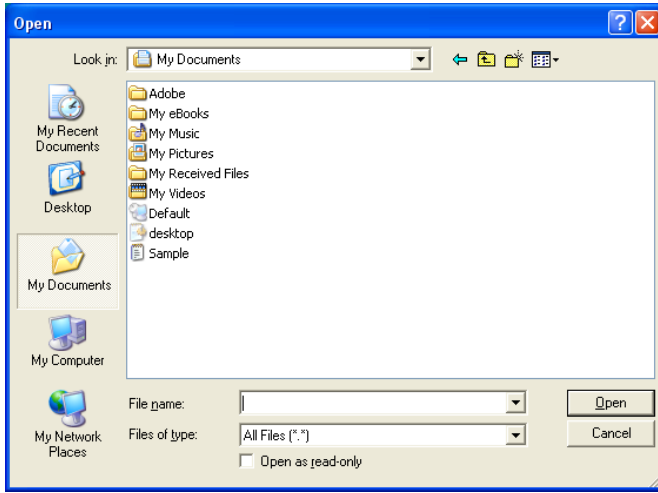 Open
Look in:
My Documents
My Recent
Documents
Desktop
My Documents
My Computer
My Network
Places
Adobe
My eBooks
My Music
My Pictures
My Received Files
My Videos
Default
desktop
Sample
File name:
Open
Files of type:
All Files (*.*)
Cancel
Open as read-only